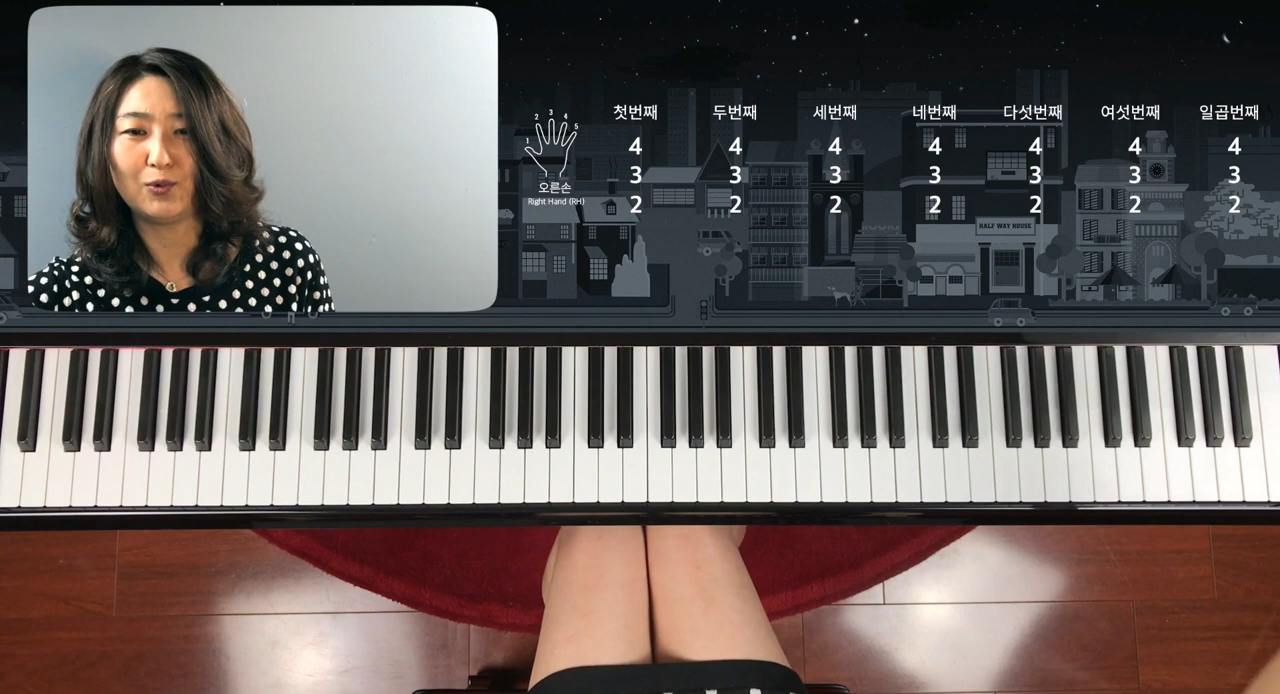 1 2 3 4 5
오른손
Right Hand (RH)
첫번째 두번째 세번째 네번째 다섯번째 여섯번째 일곱번째
4 4 4 4 4 4 4
3 3 3 3 3 3 3
2 2 2 2 2 2 2
HALF WAY HOUSE